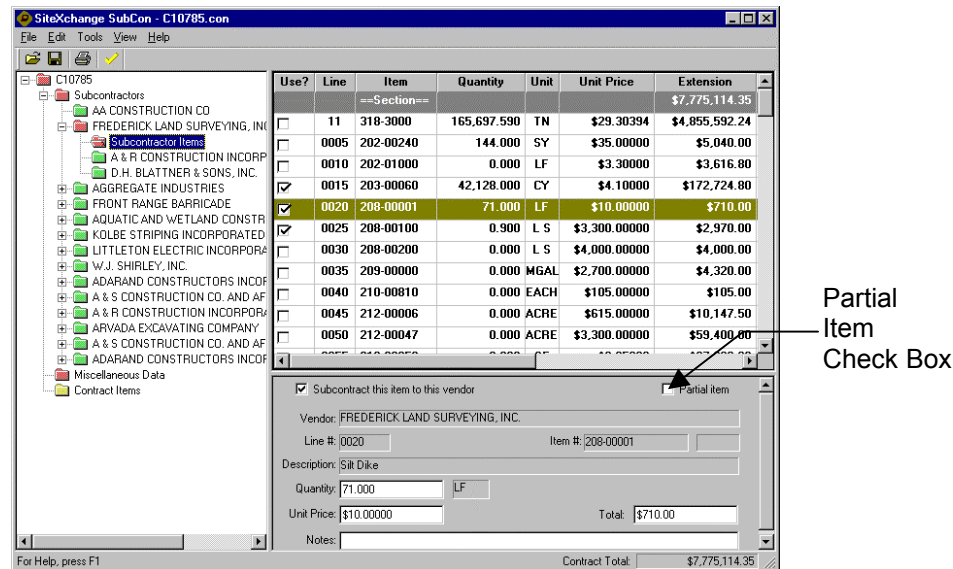 SiteXchange SubCon - C10785.con
File Edit Tools View Help
C10785
Subcontractors
AA CONSTRUCTION CO
FREDERICK LAND SURVEYING, INC
Subcontractor Items
A & R CONSTRUCTION INCORP
D.H. BLATTNER & SONS, INC.
AGGREGATE INDUSTRIES
FRONT RANGE BARRICADE
AQUATIC AND WETLAND CONSTR
KOLBE STRIPING INCORPORATED
LITTLETON ELECTRIC INCORPORA
W.J. SHIRLEY, INC.
ADARAND CONSTRUCTORS INCOF
A & S CONSTRUCTION CO. AND AF
A & R CONSTRUCTION INCORPORA
ARVADA EXCAVATING COMPANY
A & S CONSTRUCTION CO. AND AF
ADARAND CONSTRUCTORS INCOF
Miscellaneous Data
Contract Items
Use? Line Item Quantity Unit Unit Price Extension
==Section== $7,775,114.35
11 318-3000 165,697.590 TN $29.30394 $4,855,592.24
0005 202-00240 144.000 SY $35.00000 $5,040.00
0010 202-01000 0.000 LF $3.30000 $3,616.80
0015 203-00060 42,128.000 CY $4.10000 $172,724.80
0020 208-00001 71.000 LF $10.00000 $710.00
0025 208-00100 0.900 L S $3,300.00000 $2,970.00
0030 208-00200 0.000 L S $4,000.00000 $4,000.00
0035 209-00000 0.000 MGAL $2,700.00000 $4,320.00
0040 210-00810 0.000 EACH $105.00000 $105.00
0045 212-00006 0.000 ACRE $615.00000 $10,147.50
0050 212-00047 0.000 ACRE $3,300.00000 $59,400.00
Subcontract this item to this vendor Partial item
Vendor: FREDERICK LAND SURVEYING, INC.
Line #: 0020 Item #: 208-00001
Description: Silt Dike
Quantity: 71.000 LF
Unit Price: $10.00000 Total: $710.00
Notes:
For Help, press F1 Contract Total: $7,775,114.35
Partial
Item
Check Box